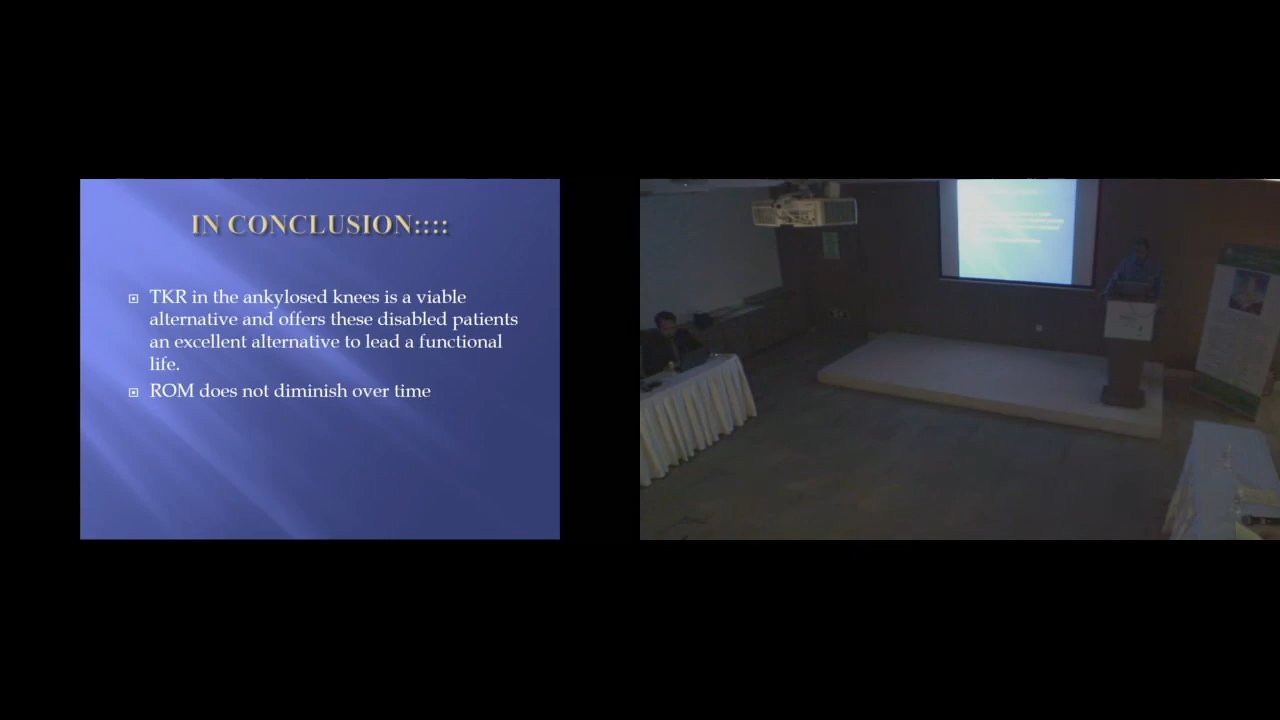 IN CONCLUSION::::
TKR in the ankylosed knees is a viable
alternative and offers these disabled patients
an excellent alternative to lead a functional
life.
ROM does not diminish over time